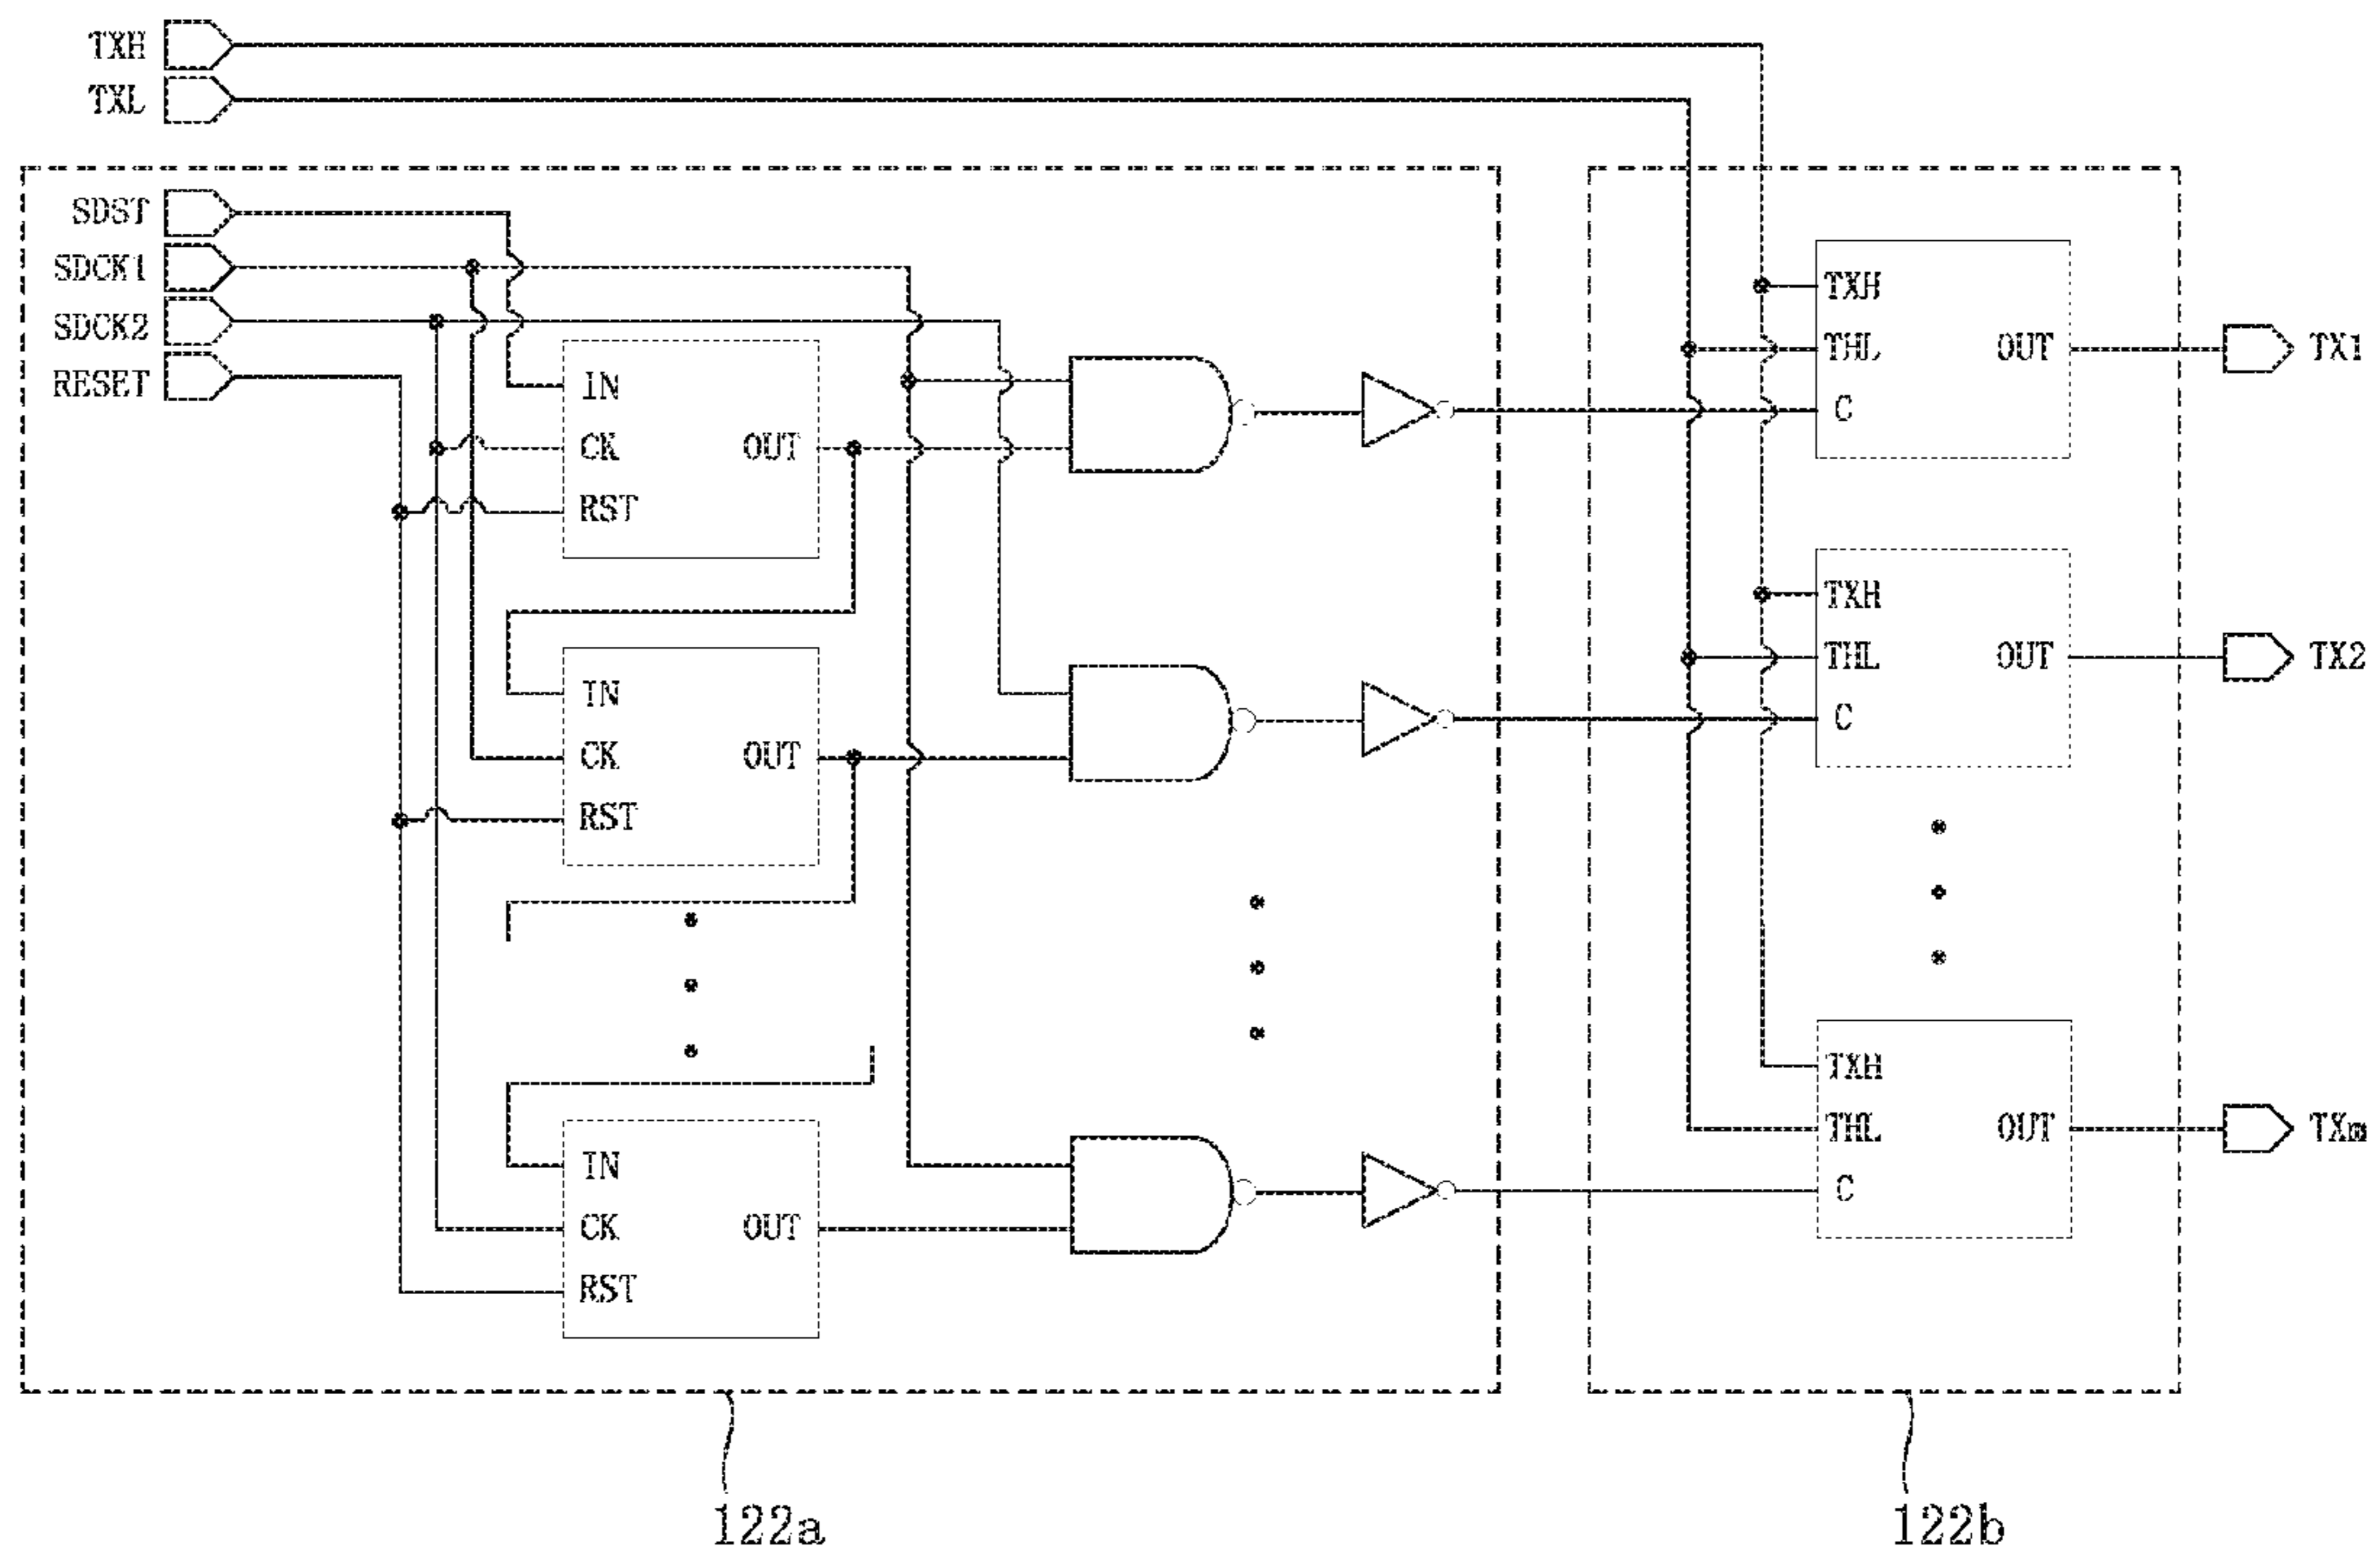 TXH
TXL
SDST
SDCK1
SDCK2
RESET
IN
CK
RST
OUT
IN
CK
RST
OUT
IN
CK
RST
OUT
TXH
THL
C
OUT
TX1
TXH
THL
C
OUT
TX2
TXH
THL
C
OUT
TXm
122a
122b